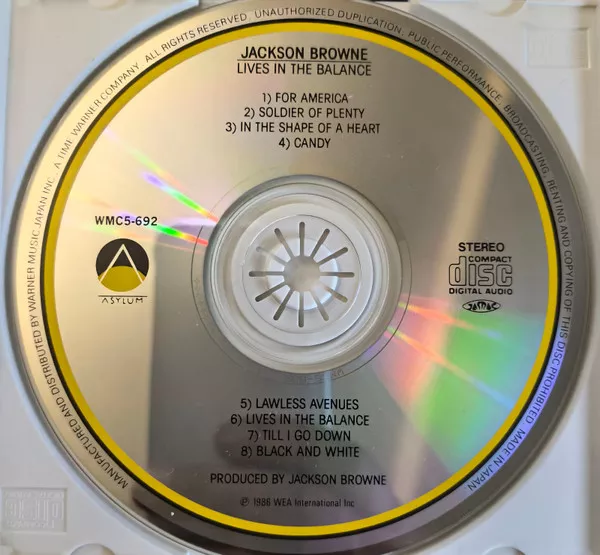 MANUFACTURED AND DISTRIBUTED BY WARNER MUSIC JAPAN INC. A TIME WARNER COMPANY. ALL RIGHTS RESERVED. UNAUTHORIZED DUPLICATION, PUBLIC PERFORMANCE, BROADCASTING, RENTING AND COPYING OF THIS DISC PROHIBITED. MADE IN JAPAN.
JACKSON BROWNE
LIVES IN THE BALANCE
1) FOR AMERICA
2) SOLDIER OF PLENTY
3) IN THE SHAPE OF A HEART
4) CANDY
WMC5-692
ASYLUM
STEREO
COMPACT
disc
DIGITAL AUDIO
JASRAC
5) LAWLESS AVENUES
6) LIVES IN THE BALANCE
7) TILL I GO DOWN
8) BLACK AND WHITE
PRODUCED BY JACKSON BROWNE
℗ 1986 WEA International Inc